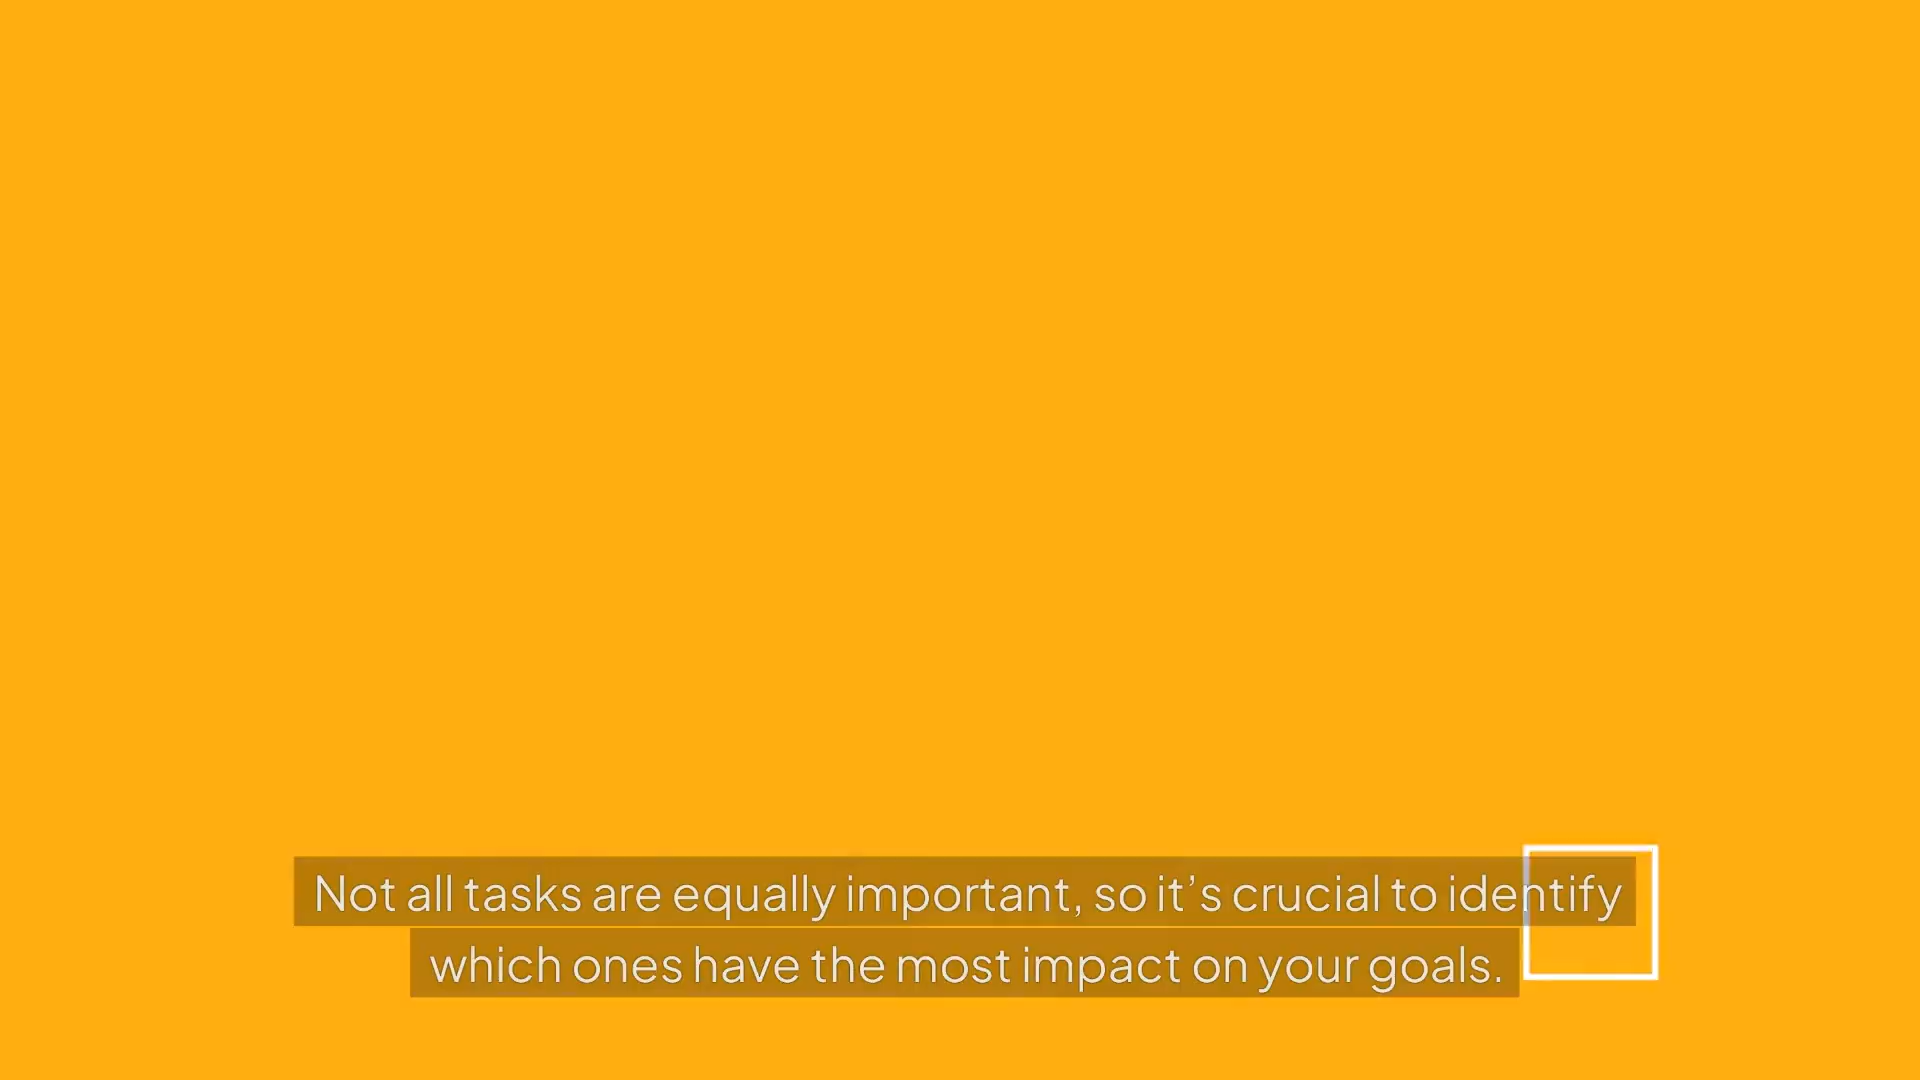 Not all tasks are equally important, so it’s crucial to identify
which ones have the most impact on your goals.